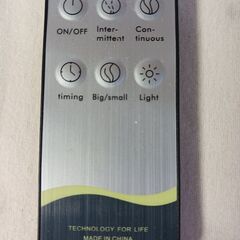 ON/OFF
Inter-
mittent
Con-
tinuous
timing
Big/small
Light
TECHNOLOGY FOR LIFE
MADE IN CHINA